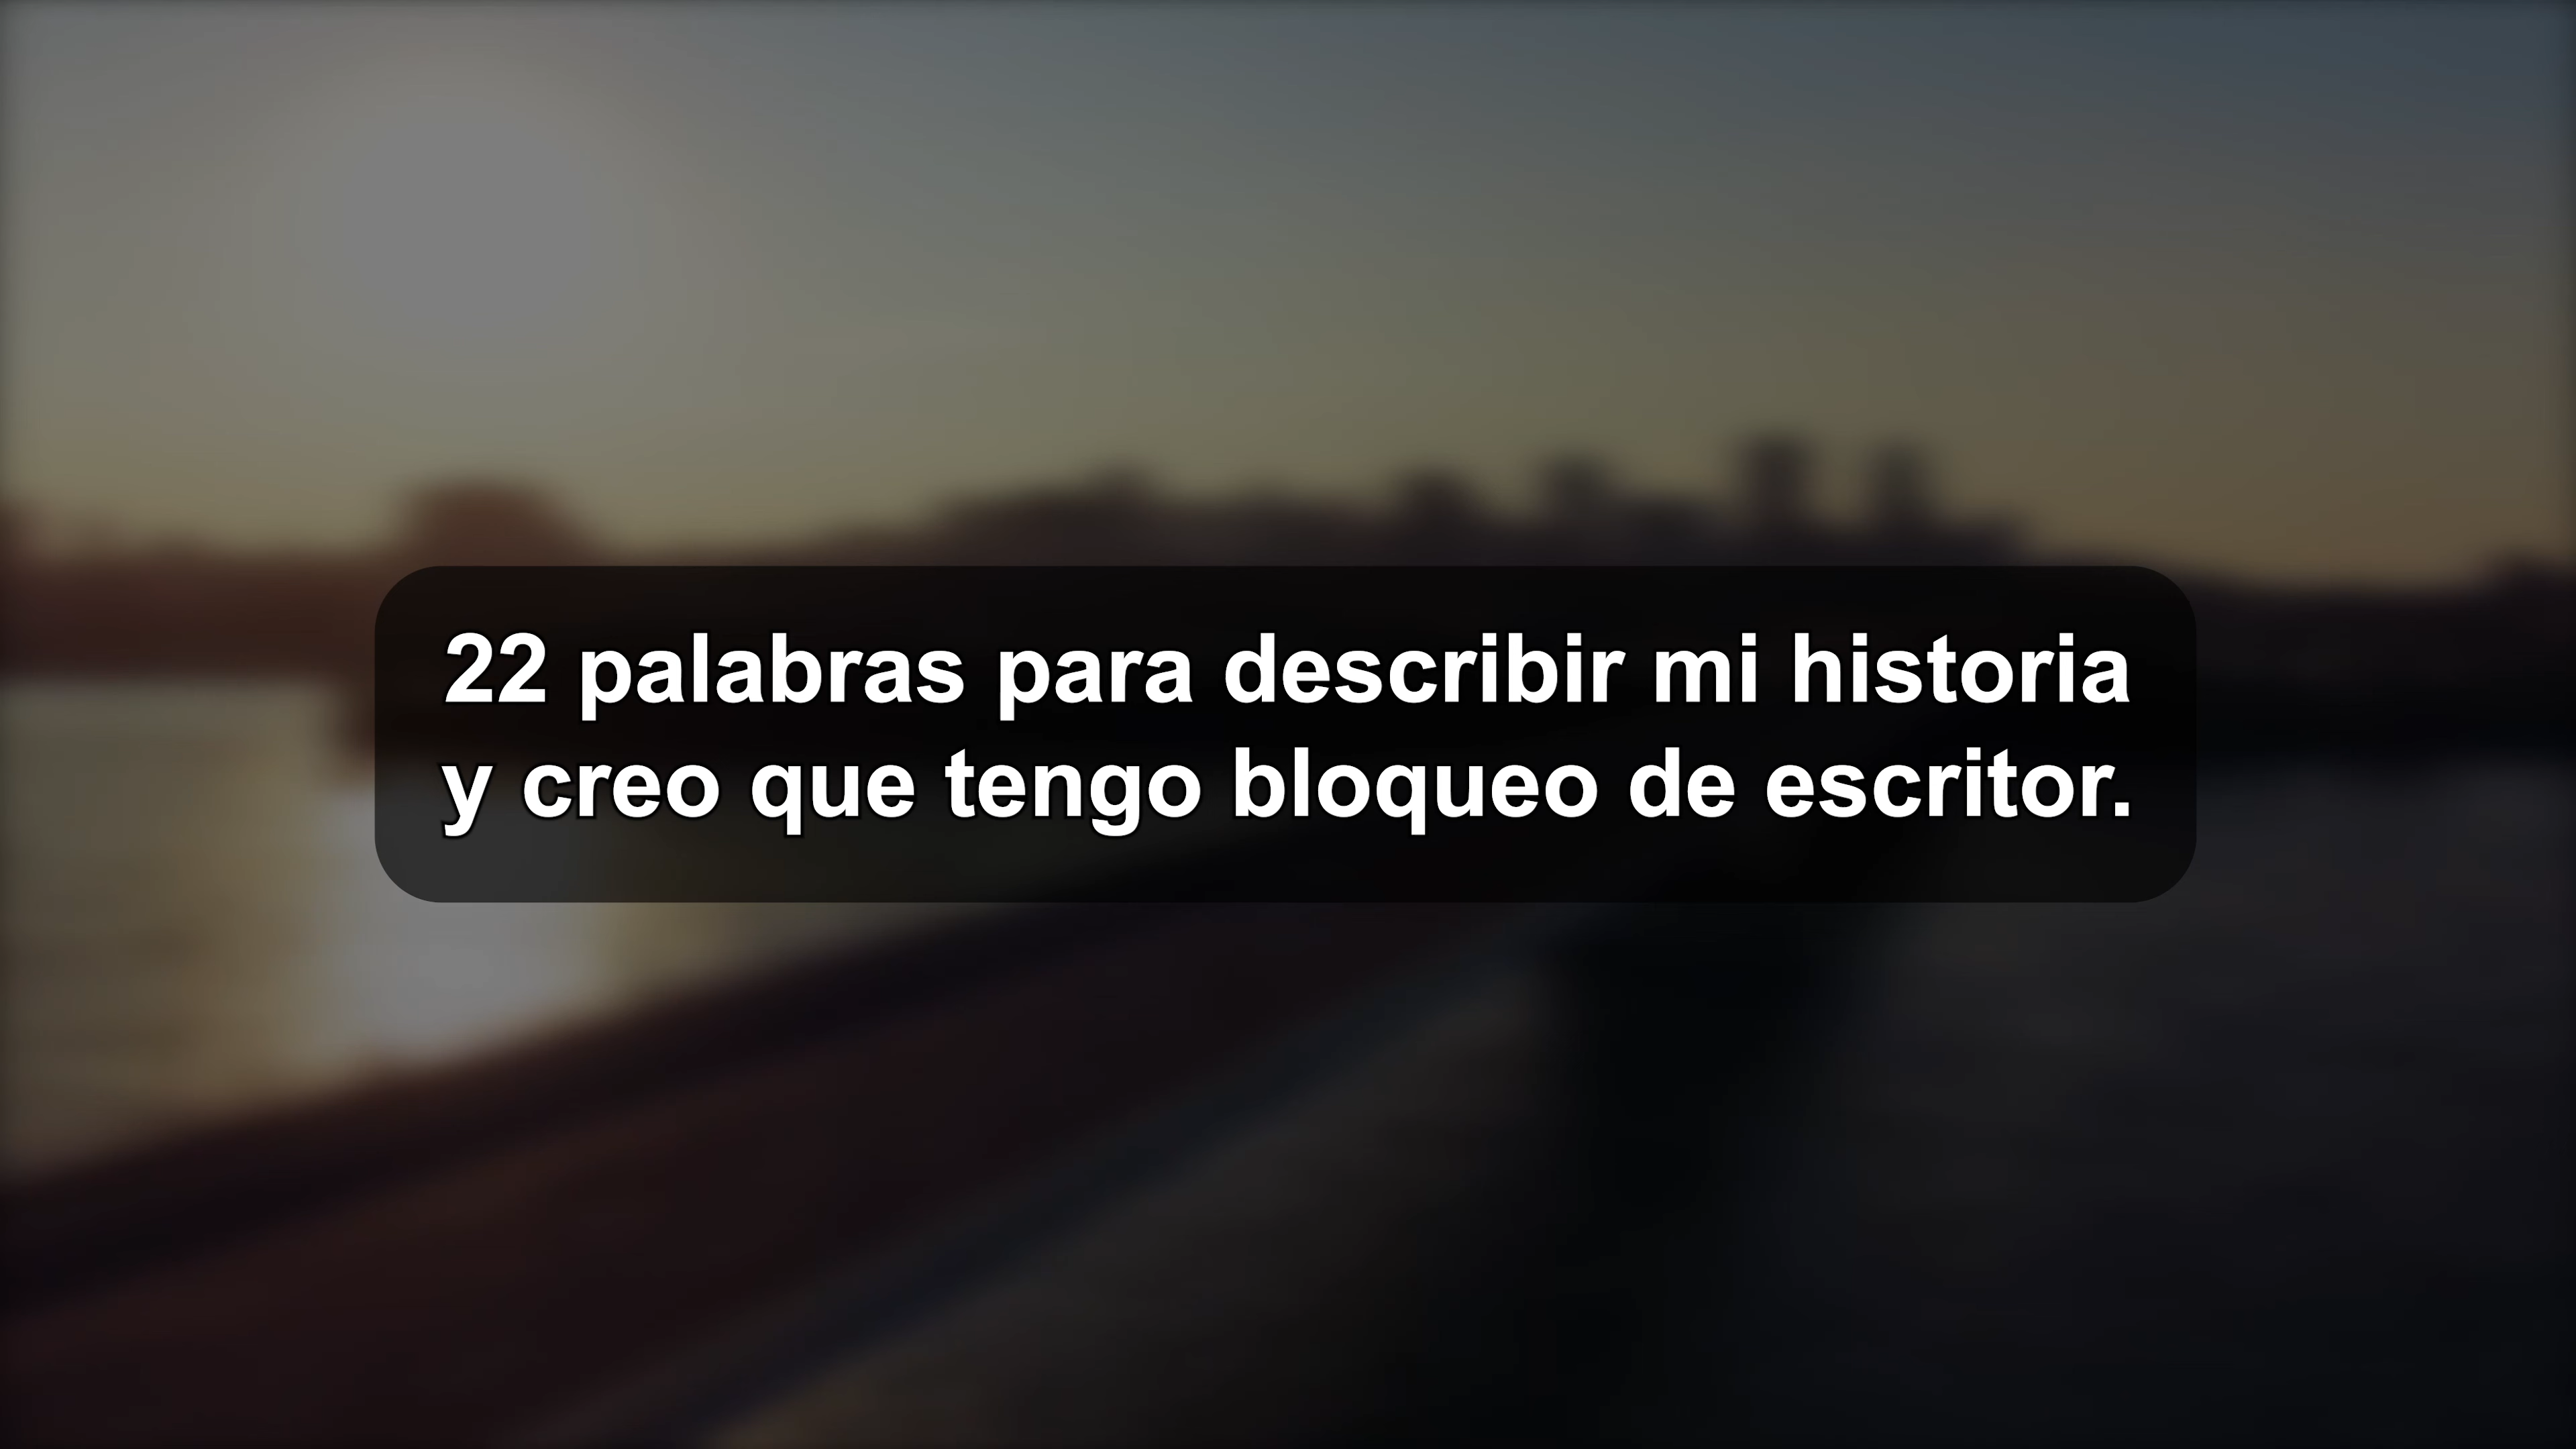 22 palabras para describir mi historia
y creo que tengo bloqueo de escritor.